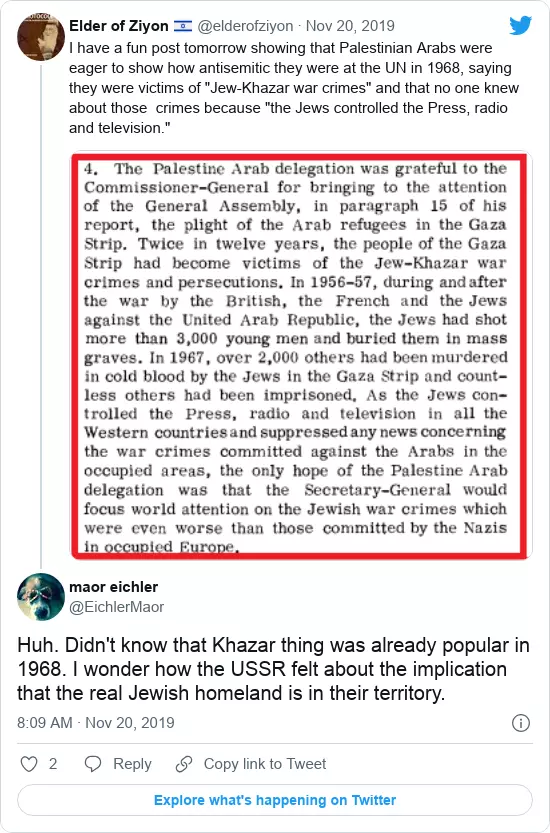 Elder of Ziyon 🇮🇱 @elderofziyon · Nov 20, 2019
I have a fun post tomorrow showing that Palestinian Arabs were
eager to show how antisemitic they were at the UN in 1968, saying
they were victims of "Jew-Khazar war crimes" and that no one knew
about those crimes because "the Jews controlled the Press, radio
and television."
4. The Palestine Arab delegation was grateful to the
Commissioner-General for bringing to the attention
of the General Assembly, in paragraph 15 of his
report, the plight of the Arab refugees in the Gaza
Strip. Twice in twelve years, the people of the Gaza
Strip had become victims of the Jew-Khazar war
crimes and persecutions. In 1956-57, during and after
the war by the British, the French and the Jews
against the United Arab Republic, the Jews had shot
more than 3,000 young men and buried them in mass
graves. In 1967, over 2,000 others had been murdered
in cold blood by the Jews in the Gaza Strip and count-
less others had been imprisoned. As the Jews con-
trolled the Press, radio and television in all the
Western countries and suppressed any news concerning
the war crimes committed against the Arabs in the
occupied areas, the only hope of the Palestine Arab
delegation was that the Secretary-General would
focus world attention on the Jewish war crimes which
were even worse than those committed by the Nazis
in occupied Europe.
maor eichler
@EichlerMaor
Huh. Didn't know that Khazar thing was already popular in
1968. I wonder how the USSR felt about the implication
that the real Jewish homeland is in their territory.
8:09 AM · Nov 20, 2019
2 Reply Copy link to Tweet
Explore what's happening on Twitter